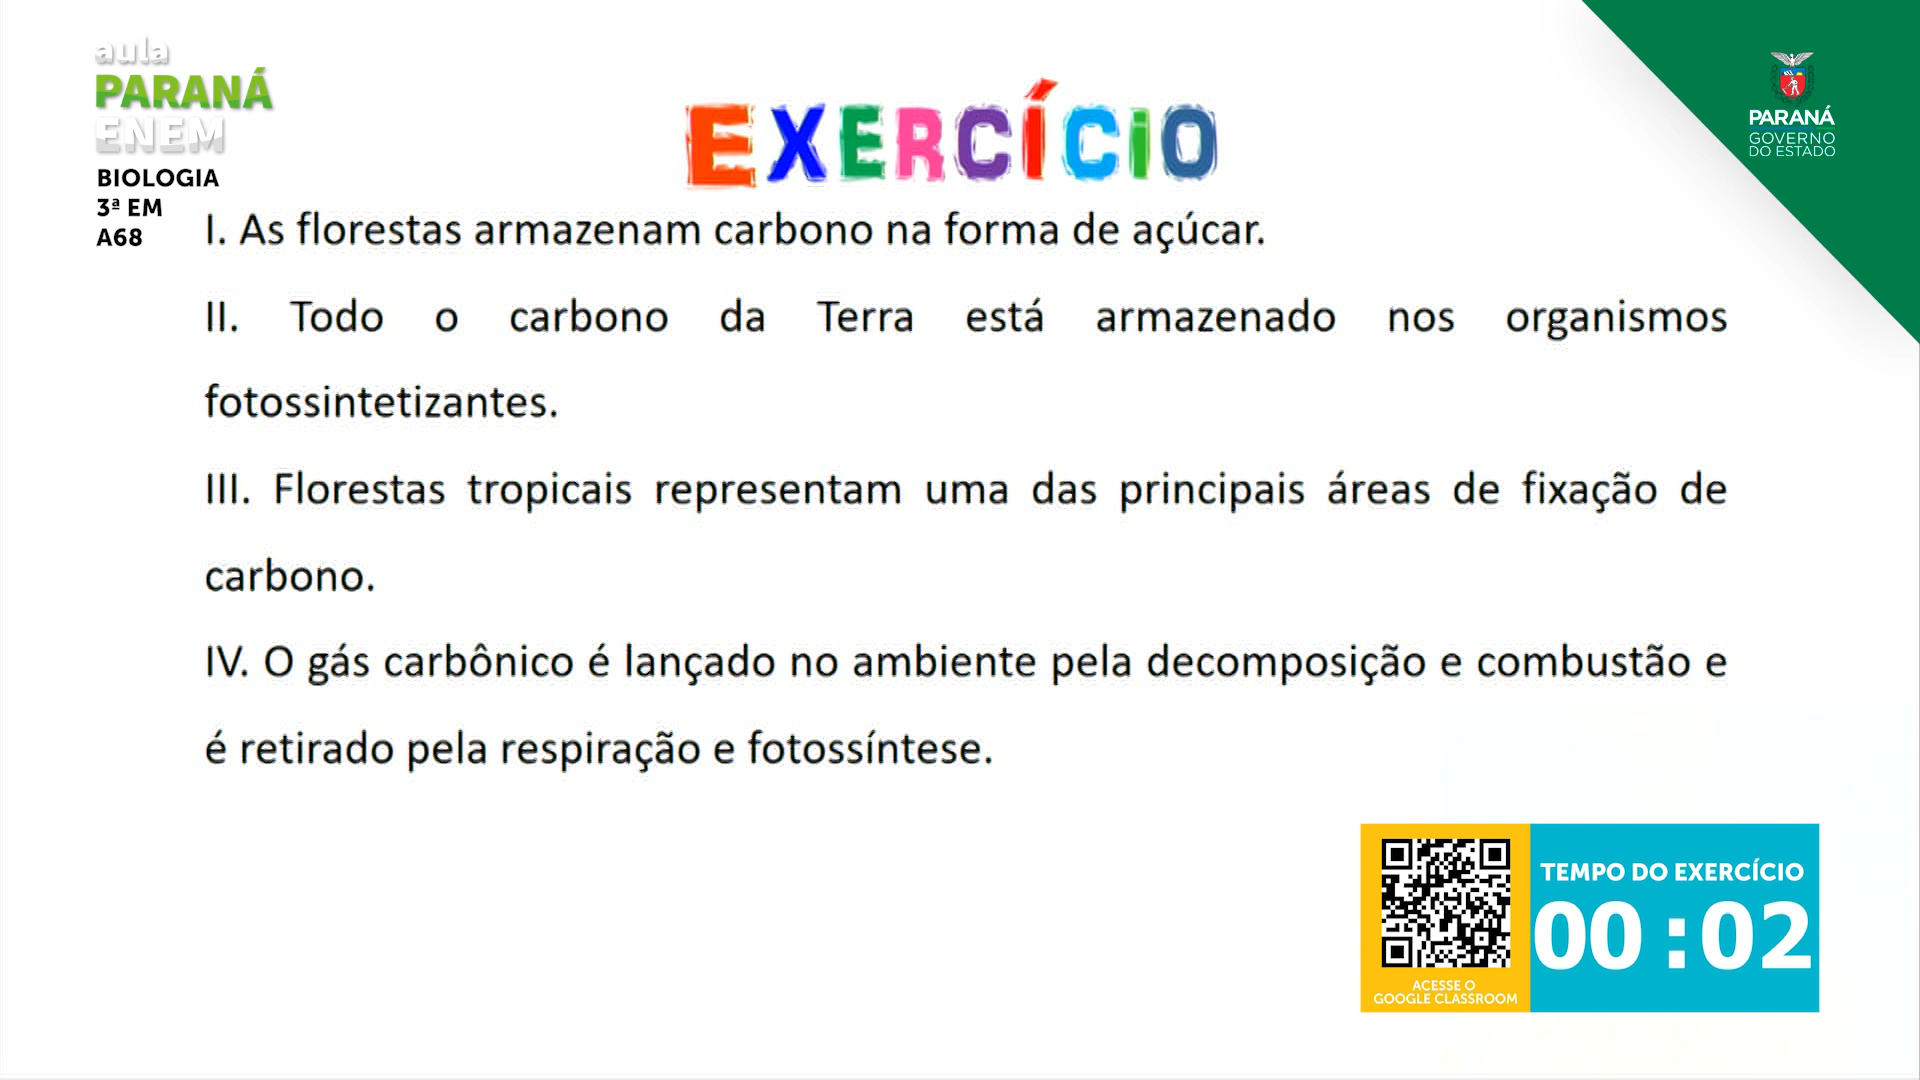 aula
PARANÁ
ENEM
BIOLOGIA
3ª EM
A68
EXERCÍCIO
PARANÁ
GOVERNO
DO ESTADO
I. As florestas armazenam carbono na forma de açúcar.
II. Todo o carbono da Terra está armazenado nos organismos
fotossintetizantes.
III. Florestas tropicais representam uma das principais áreas de fixação de
carbono.
IV. O gás carbônico é lançado no ambiente pela decomposição e combustão e
é retirado pela respiração e fotossíntese.
ACESSE O
GOOGLE CLASSROOM
TEMPO DO EXERCÍCIO
00:02